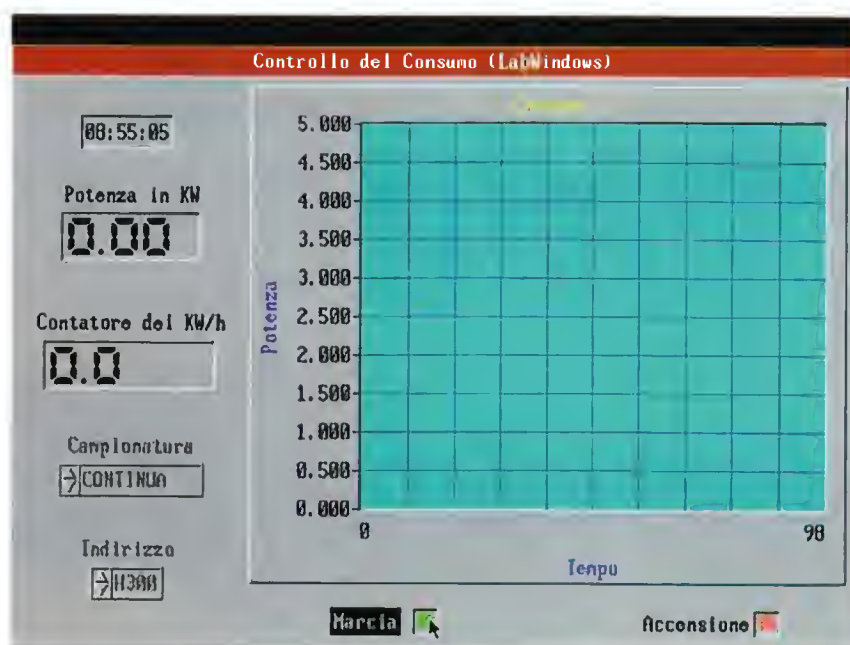 Controllo del Consumo (LabWindows)
08:55:05
Potenza in KW
0.00
Contatore dei KW/h
0.0
Campionatura
CONTINUA
Indirizzo
H300
5.000
4.500
4.000
3.500
3.000
2.500
2.000
1.500
1.000
0.500
0.000
Potenza
0
90
Tempo
Marcia
Accensione